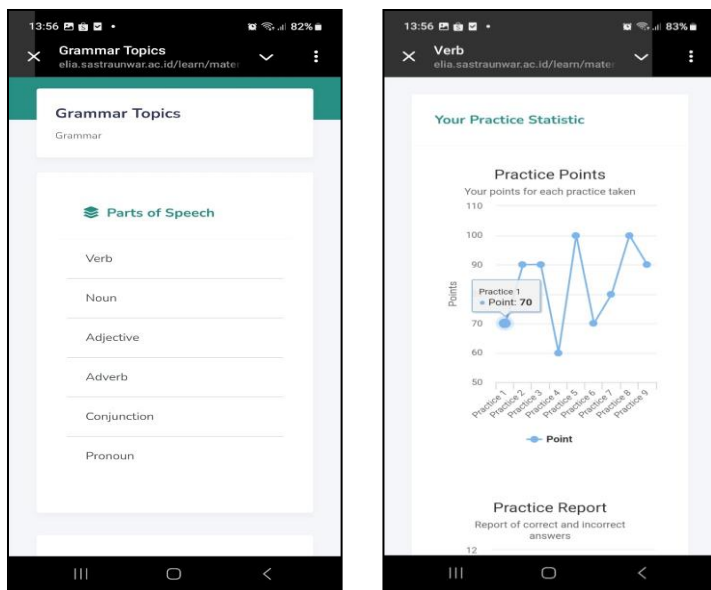 13:56
82%
Grammar Topics
elia.sastraunwar.ac.id/learn/mate
Grammar Topics
Grammar
Parts of Speech
Verb
Noun
Adjective
Adverb
Conjunction
Pronoun
13:56
83%
Verb
elia.sastraunwar.ac.id/learn/mate
Your Practice Statistic
Practice Points
Your points for each practice taken
110
100
90
Practice 1
Point: 70
70
60
50
Points
Practice 1
Practice 2
Practice 3
Practice 4
Practice 5
Practice 6
Practice 7
Practice 8
Practice 9
Point
Practice Report
Report of correct and incorrect
answers
12